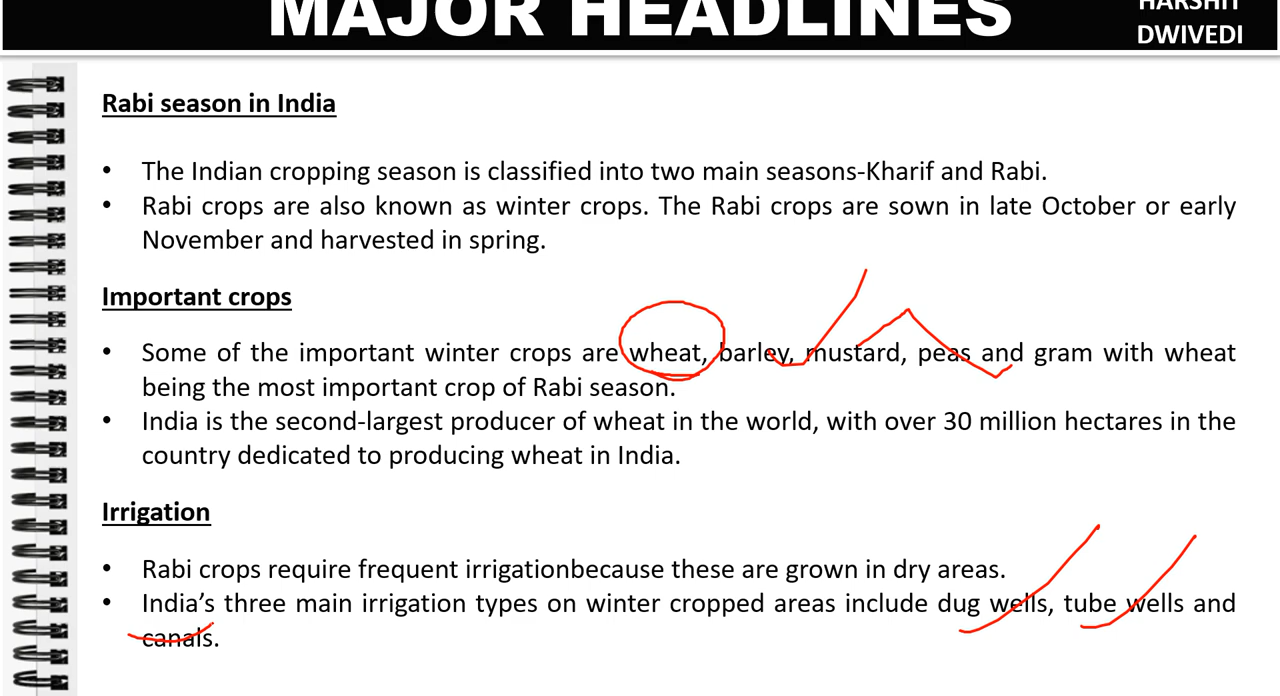 MAJOR HEADLINES
HARSHIT
DWIVEDI
Rabi season in India
• The Indian cropping season is classified into two main seasons-Kharif and Rabi.
• Rabi crops are also known as winter crops. The Rabi crops are sown in late October or early
November and harvested in spring.
Important crops
• Some of the important winter crops are wheat, barley, mustard, peas and gram with wheat
being the most important crop of Rabi season.
• India is the second-largest producer of wheat in the world, with over 30 million hectares in the
country dedicated to producing wheat in India.
Irrigation
• Rabi crops require frequent irrigationbecause these are grown in dry areas.
• India’s three main irrigation types on winter cropped areas include dug wells, tube wells and
canals.